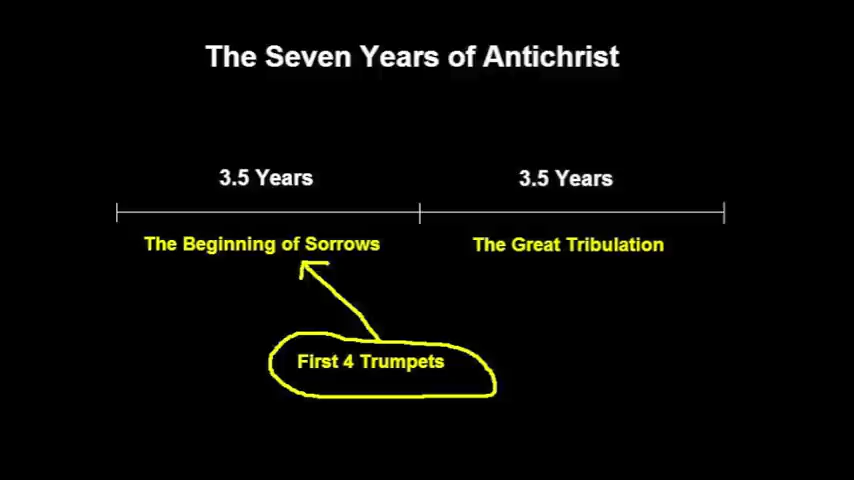 The Seven Years of Antichrist
3.5 Years
3.5 Years
The Beginning of Sorrows
The Great Tribulation
First 4 Trumpets